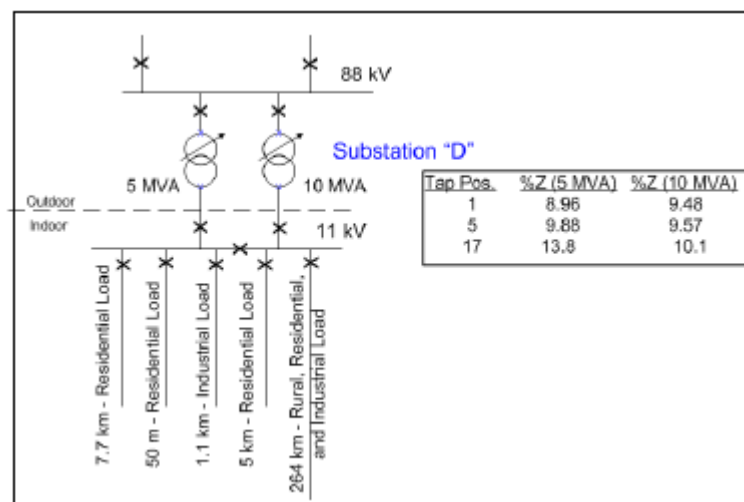 88 kV
Substation "D"
5 MVA
10 MVA
Outdoor
Indoor
11 kV
Tap Pos. %Z (5 MVA) %Z (10 MVA)
1 8.96 9.48
5 9.88 9.57
17 13.8 10.1
7.7 km - Residential Load
50 m - Residential Load
1.1 km - Industrial Load
5 km - Residential Load
264 km - Rural, Residential,
and Industrial Load